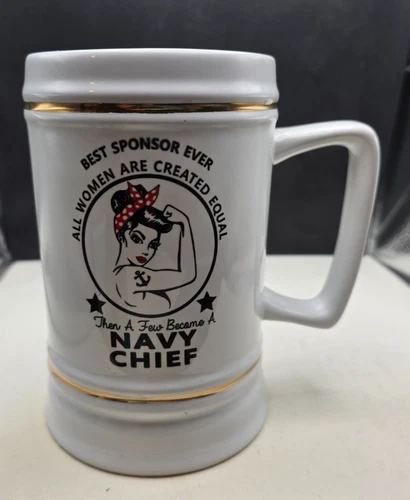 BEST SPONSOR EVER
ALL WOMEN ARE CREATED EQUAL
Then A Few Become A
NAVY
CHIEF